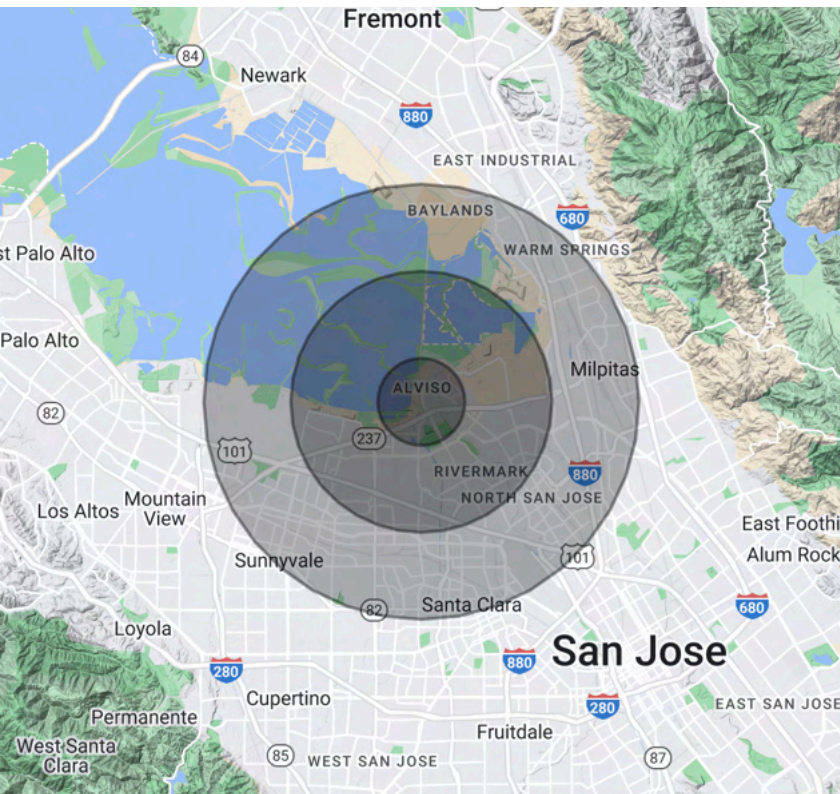 Fremont
84
Newark
880
EAST INDUSTRIAL
BAYLANDS
680
WARM SPRINGS
st Palo Alto
Palo Alto
Milpitas
ALVISO
82
237
101
RIVERMARK
880
NORTH SAN JOSE
Los Altos
Mountain
View
East Foothi
Alum Rock
101
Sunnyvale
82
Santa Clara
680
Loyola
San Jose
880
280
Cupertino
280
EAST SAN JOSE
Permanente
Fruitdale
West Santa
Clara
85
WEST SAN JOSE
87